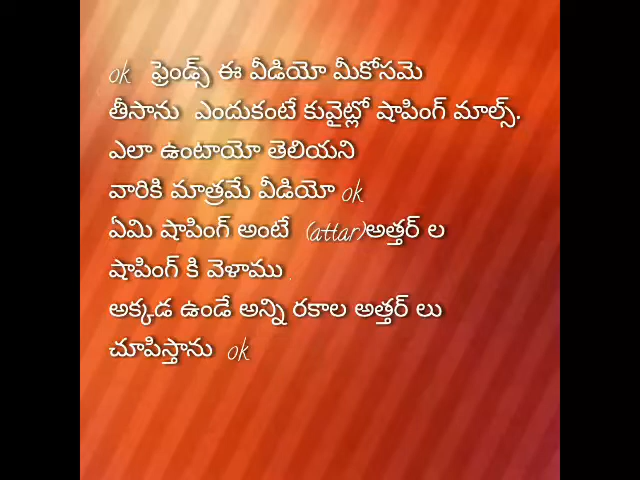 ok ఫ్రెండ్స్ ఈ వీడియో మీకోసమె
తీసాను ఎందుకంటే కువైట్లో షాపింగ్ మాల్స్.
ఎలా ఉంటాయో తెలియని
వారికి మాత్రమే వీడియో ok
ఏమి షాపింగ్ అంటే (attar)అత్తర్ ల
షాపింగ్ కి వెళాము
అక్కడ ఉండే అన్ని రకాల అత్తర్ లు
చూపిస్తాను ok